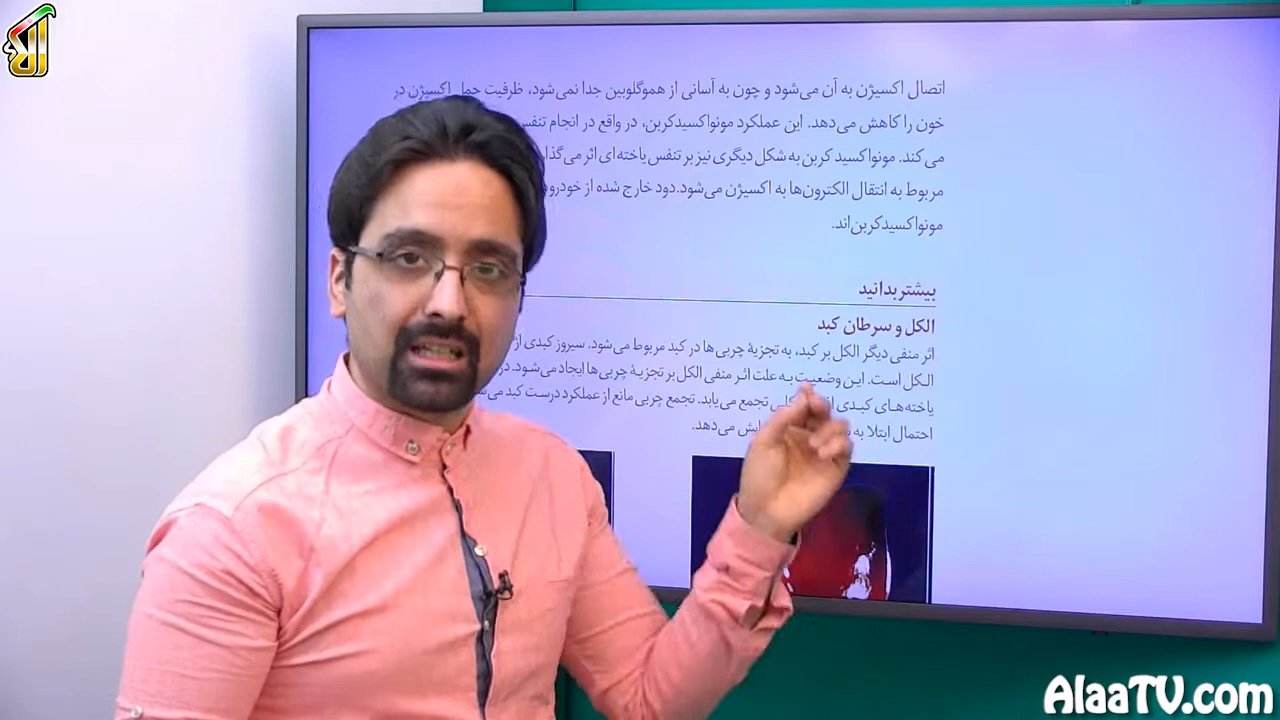 اتصال اکسیژن به آن می‌شود و چون به آسانی از هموگلوبین جدا نمی‌شود، ظرفیت حمل اکسیژن در
خون را کاهش می‌دهد. این عملکرد مونواکسیدکربن، در واقع در انجام تنفس
می‌کند. مونواکسید کربن به شکل دیگری نیز بر تنفس یاخته‌ای اثر می‌گذا
مربوط به انتقال الکترون‌ها به اکسیژن می‌شود.دود خارج شده از خودرو
مونواکسیدکربن‌اند.
بیشتر بدانید
الکل و سرطان کبد
اثر منفی دیگر الکل بر کبد، به تجزیهٔ چربی‌ها در کبد مربوط می‌شود. سیروز کبدی از
الکل است. این وضعیت به علت اثر منفی الکل بر تجزیهٔ چربی‌ها ایجاد می‌شود. در
یاخته‌های کبدی تجمع می‌یابد. تجمع چربی مانع از عملکرد درست کبد
احتمال ابتلا به می‌دهد.
AlaaTV.com